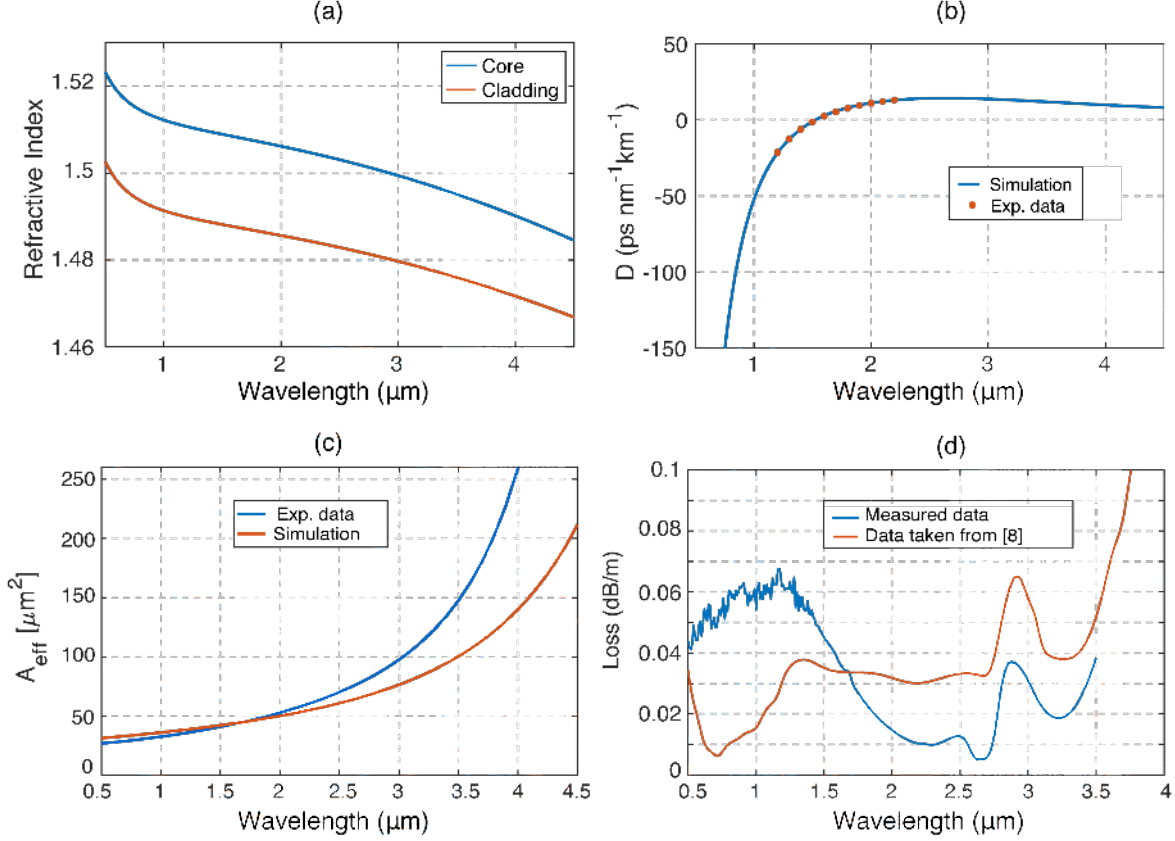 (a)
Refractive Index
1.52
1.5
1.48
1.46
Core
Cladding
1
2
3
4
Wavelength (µm)
(b)
D (ps nm⁻¹km⁻¹)
50
0
-50
-100
-150
Simulation
Exp. data
1
2
3
4
Wavelength (µm)
(c)
A_eff [µm²]
250
200
150
100
50
0
Exp. data
Simulation
0.5
1
1.5
2
2.5
3
3.5
4
4.5
Wavelength (µm)
(d)
Loss (dB/m)
0.1
0.08
0.06
0.04
0.02
0
Measured data
Data taken from [8]
0.5
1
1.5
2
2.5
3
3.5
4
Wavelength (µm)